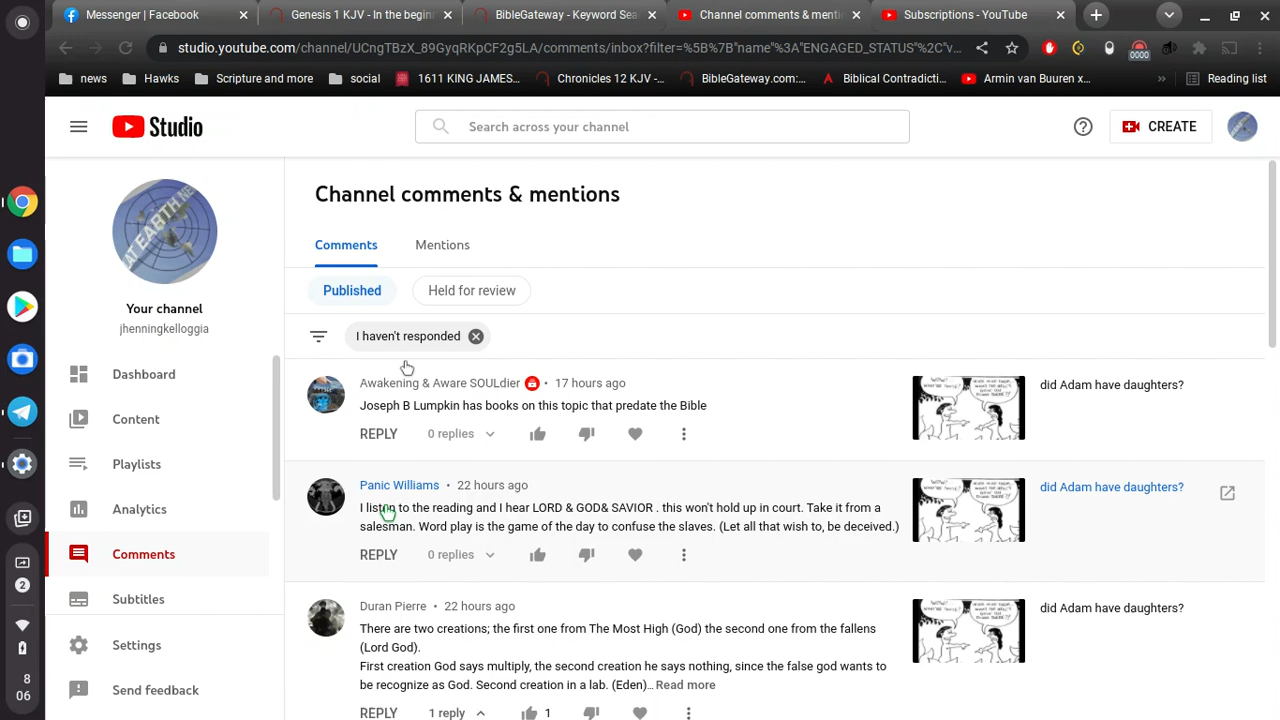 Messenger | Facebook
Genesis 1 KJV - In the beginn
BibleGateway - Keyword Sea
Channel comments & mentio
Subscriptions - YouTube
studio.youtube.com/channel/UCngTBzX_89GyqRKpCF2g5LA/comments/inbox?filter=%5B%7B"name"%3A"ENGAGED_STATUS"%2C"v...
0000
news
Hawks
Scripture and more
social
1611 KING JAMES...
Chronicles 12 KJV -...
BibleGateway.com:...
Biblical Contradicti...
Armin van Buuren x...
»
Reading list
Studio
Search across your channel
CREATE
Your channel
jhenningkelloggia
Dashboard
Content
Playlists
Analytics
Comments
Subtitles
Settings
Send feedback
Channel comments & mentions
Comments
Mentions
Published
Held for review
I haven't responded
Awakening & Aware SOULdier • 17 hours ago
Joseph B Lumpkin has books on this topic that predate the Bible
REPLY 0 replies
did Adam have daughters?
Panic Williams • 22 hours ago
I listen to the reading and I hear LORD & GOD& SAVIOR . this won't hold up in court. Take it from a
salesman. Word play is the game of the day to confuse the slaves. (Let all that wish to, be deceived.)
REPLY 0 replies
did Adam have daughters?
Duran Pierre • 22 hours ago
There are two creations; the first one from The Most High (God) the second one from the fallens
(Lord God).
First creation God says multiply, the second creation he says nothing, since the false god wants to
be recognize as God. Second creation in a lab. (Eden)... Read more
REPLY 1 reply 1
did Adam have daughters?
2
8
06